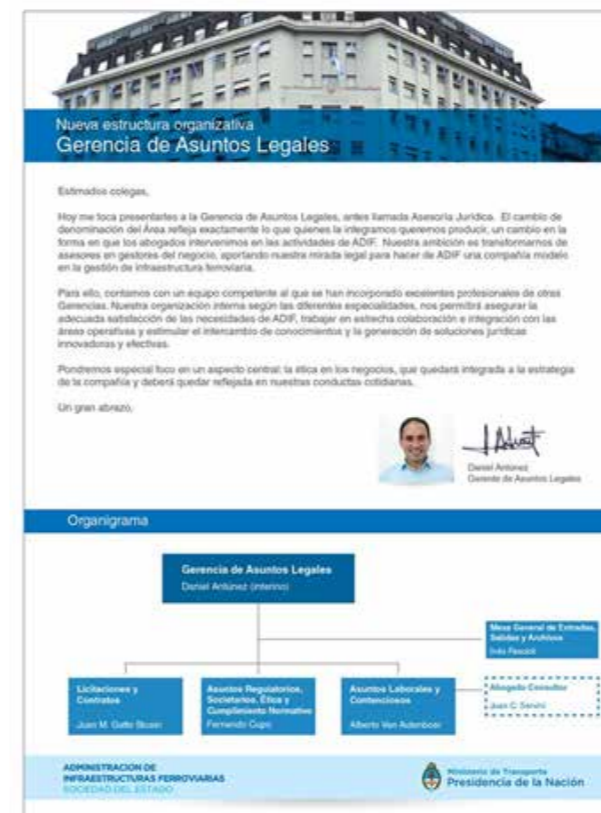 Nueva estructura organizativa
Gerencia de Asuntos Legales
Estimados colegas,
Hoy me toca presentarles a la Gerencia de Asuntos Legales, antes llamada Asesoría Jurídica. El cambio de
denominación del Área refleja exactamente lo que quienes la integramos queremos producir, un cambio en la
forma en que los abogados intervenimos en las actividades de ADIF. Nuestra ambición es transformarnos de
asesores en gestores del negocio, aportando nuestra mirada legal para hacer de ADIF una compañía modelo
en la gestión de infraestructura ferroviaria.
Para ello, contamos con un equipo competente al que se han incorporado excelentes profesionales de otras
Gerencias. Nuestra organización interna según las diferentes especialidades, nos permitirá asegurar la
adecuada satisfacción de las necesidades de ADIF, trabajar en estrecha colaboración e integración con las
áreas operativas y estimular el intercambio de conocimientos y la generación de soluciones jurídicas
innovadoras y efectivas.
Pondremos especial foco en un aspecto central: la ética en los negocios, que quedará integrada a la estrategia
de la compañía y deberá quedar reflejada en nuestras conductas cotidianas.
Un gran abrazo,
Daniel Antúnez
Gerente de Asuntos Legales
Organigrama
Gerencia de Asuntos Legales
Daniel Antúnez (interino)
Mesa General de Entradas,
Salidas y Archivos
Inés
Licitaciones y
Contratos
Juan M. Gatto
Asuntos Regulatorios,
Societarios, Ética y
Cumplimiento Normativo
Fernando Cupo
Asuntos Laborales y
Contenciosos
Alberto Van Autenboer
Abogado Consultor
Juan C.
ADMINISTRACIÓN DE
INFRAESTRUCTURAS FERROVIARIAS
SOCIEDAD DEL ESTADO
Ministerio de Transporte
Presidencia de la Nación